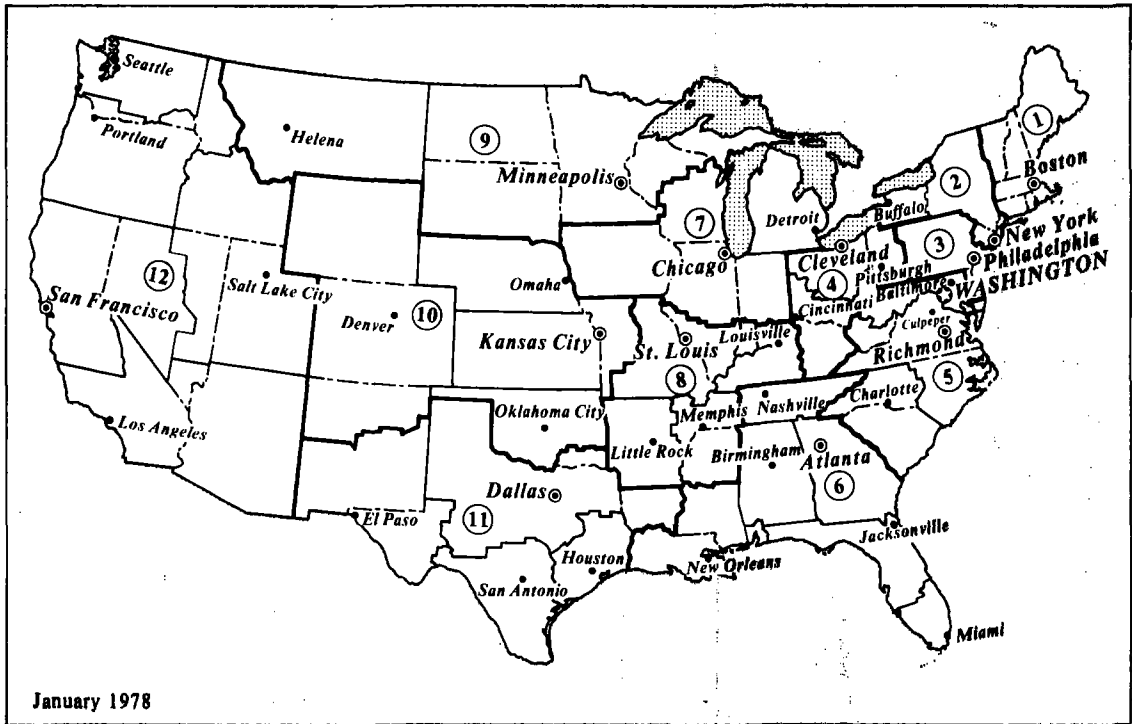 Seattle
Portland
Helena
9
Minneapolis
1
Boston
2
Buffalo
Detroit
7
New York
Philadelphia
3
Cleveland
Pittsburgh
Baltimore
WASHINGTON
Chicago
4
Cincinnati
12
Salt Lake City
San Francisco
Omaha
Denver
10
Kansas City
St. Louis
Louisville
Culpeper
Richmond
8
5
Los Angeles
Oklahoma City
Memphis
Nashville
Charlotte
Little Rock
Birmingham
Atlanta
6
Dallas
11
El Paso
Houston
San Antonio
New Orleans
Jacksonville
Miami
January 1978